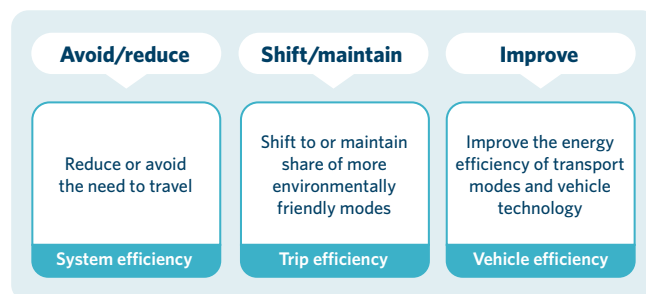 Avoid/reduce
Shift/maintain
Improve
Reduce or avoid
the need to travel
Shift to or maintain
share of more
environmentally
friendly modes
Improve the energy
efficiency of transport
modes and vehicle
technology
System efficiency
Trip efficiency
Vehicle efficiency